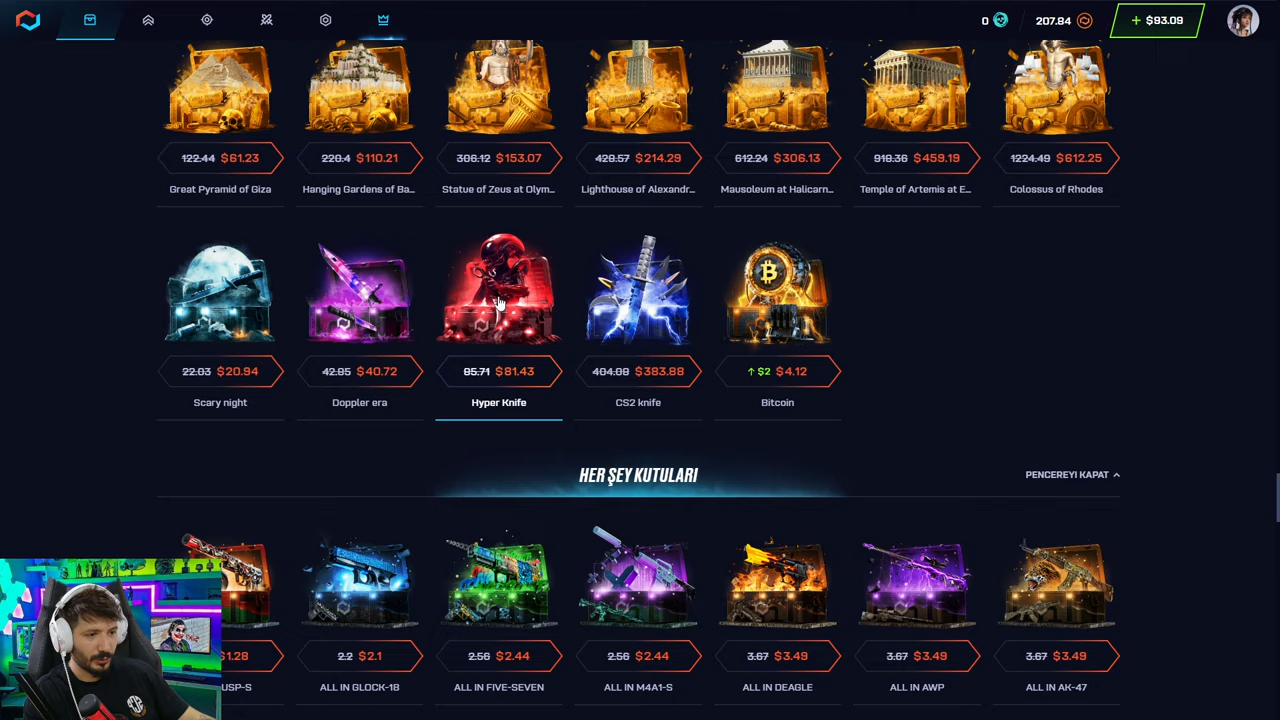 0
207.84
+ $93.09
122.44 $61.23
220.4 $110.21
306.12 $153.07
428.57 $214.29
612.24 $306.13
918.36 $459.19
1224.49 $612.25
Great Pyramid of Giza
Hanging Gardens of Ba...
Statue of Zeus at Olym...
Lighthouse of Alexandr...
Mausoleum at Halicarn...
Temple of Artemis at E...
Colossus of Rhodes
22.03 $20.94
42.85 $40.72
85.71 $81.43
404.08 $383.88
↑ $2 $4.12
Scary night
Doppler era
Hyper Knife
CS2 knife
Bitcoin
HER ŞEY KUTULARI
PENCEREYI KAPAT
$1.28
2.2 $2.1
2.56 $2.44
2.56 $2.44
3.67 $3.49
3.67 $3.49
3.67 $3.49
USP-S
ALL IN GLOCK-18
ALL IN FIVE-SEVEN
ALL IN M4A1-S
ALL IN DEAGLE
ALL IN AWP
ALL IN AK-47